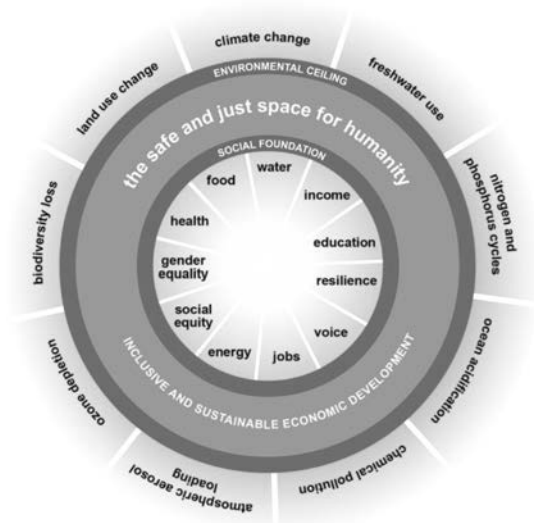 climate change
freshwater use
nitrogen and
phosphorus cycles
ocean acidification
chemical pollution
atmospheric aerosol
loading
ozone depletion
biodiversity loss
land use change
ENVIRONMENTAL CEILING
the safe and just space for humanity
SOCIAL FOUNDATION
water
income
education
resilience
voice
jobs
energy
social
equity
gender
equality
health
food
INCLUSIVE AND SUSTAINABLE ECONOMIC DEVELOPMENT